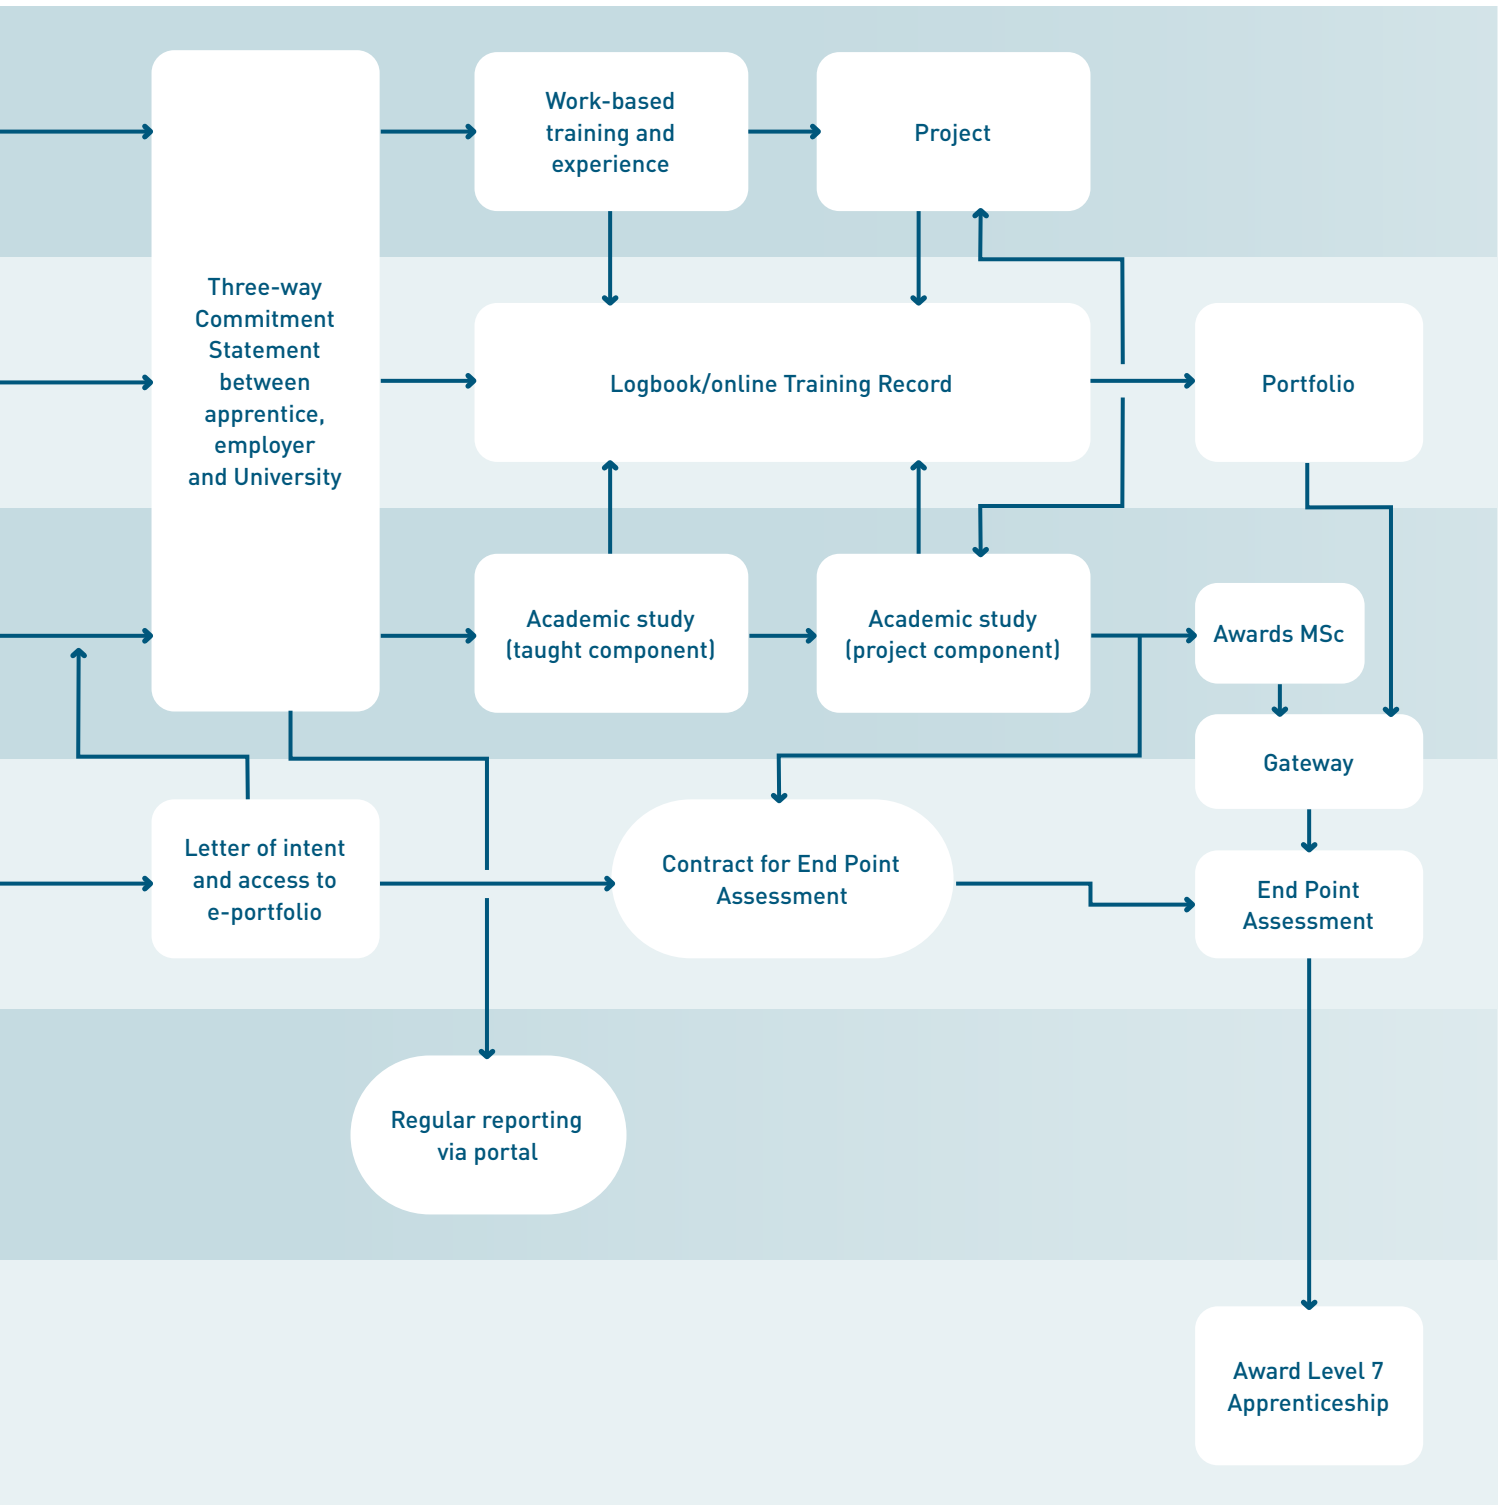 Work-based
training and
experience
Project
Three-way
Commitment
Statement
between
apprentice,
employer
and University
Logbook/online Training Record
Portfolio
Academic study
(taught component)
Academic study
(project component)
Awards MSc
Gateway
Letter of intent
and access to
e-portfolio
Contract for End Point
Assessment
End Point
Assessment
Regular reporting
via portal
Award Level 7
Apprenticeship